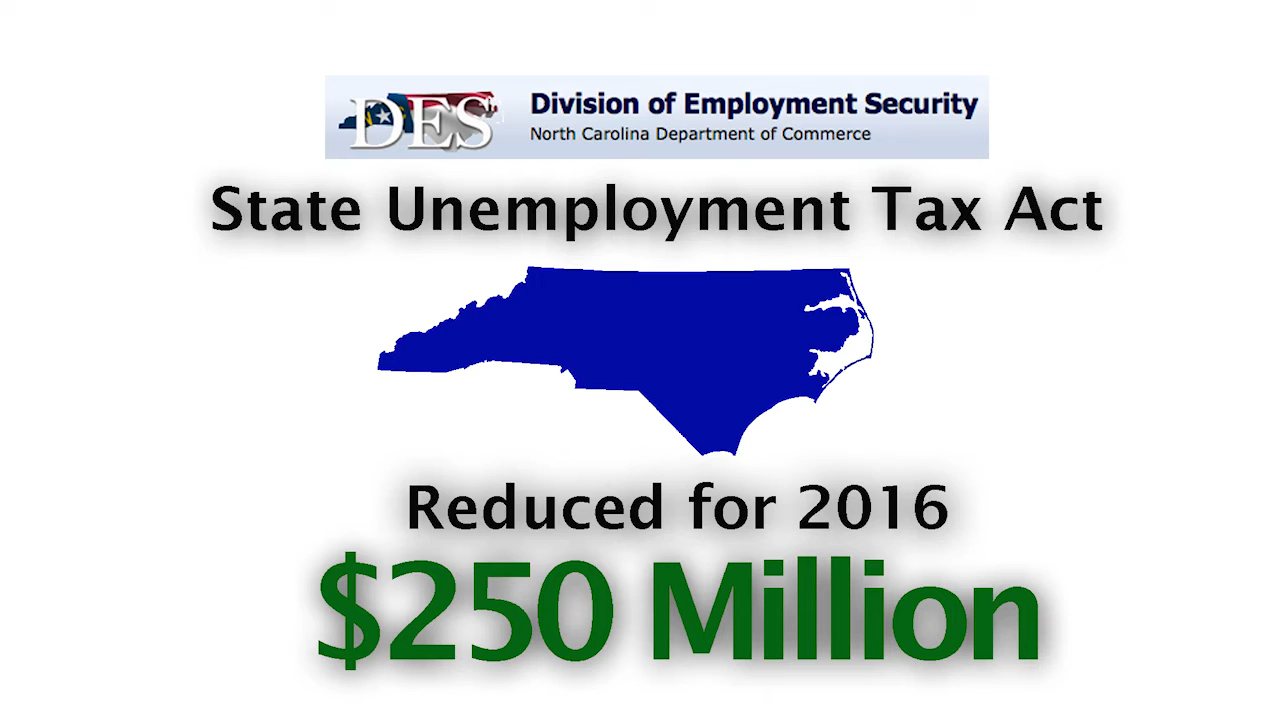 DES
Division of Employment Security
North Carolina Department of Commerce
State Unemployment Tax Act
Reduced for 2016
$250 Million